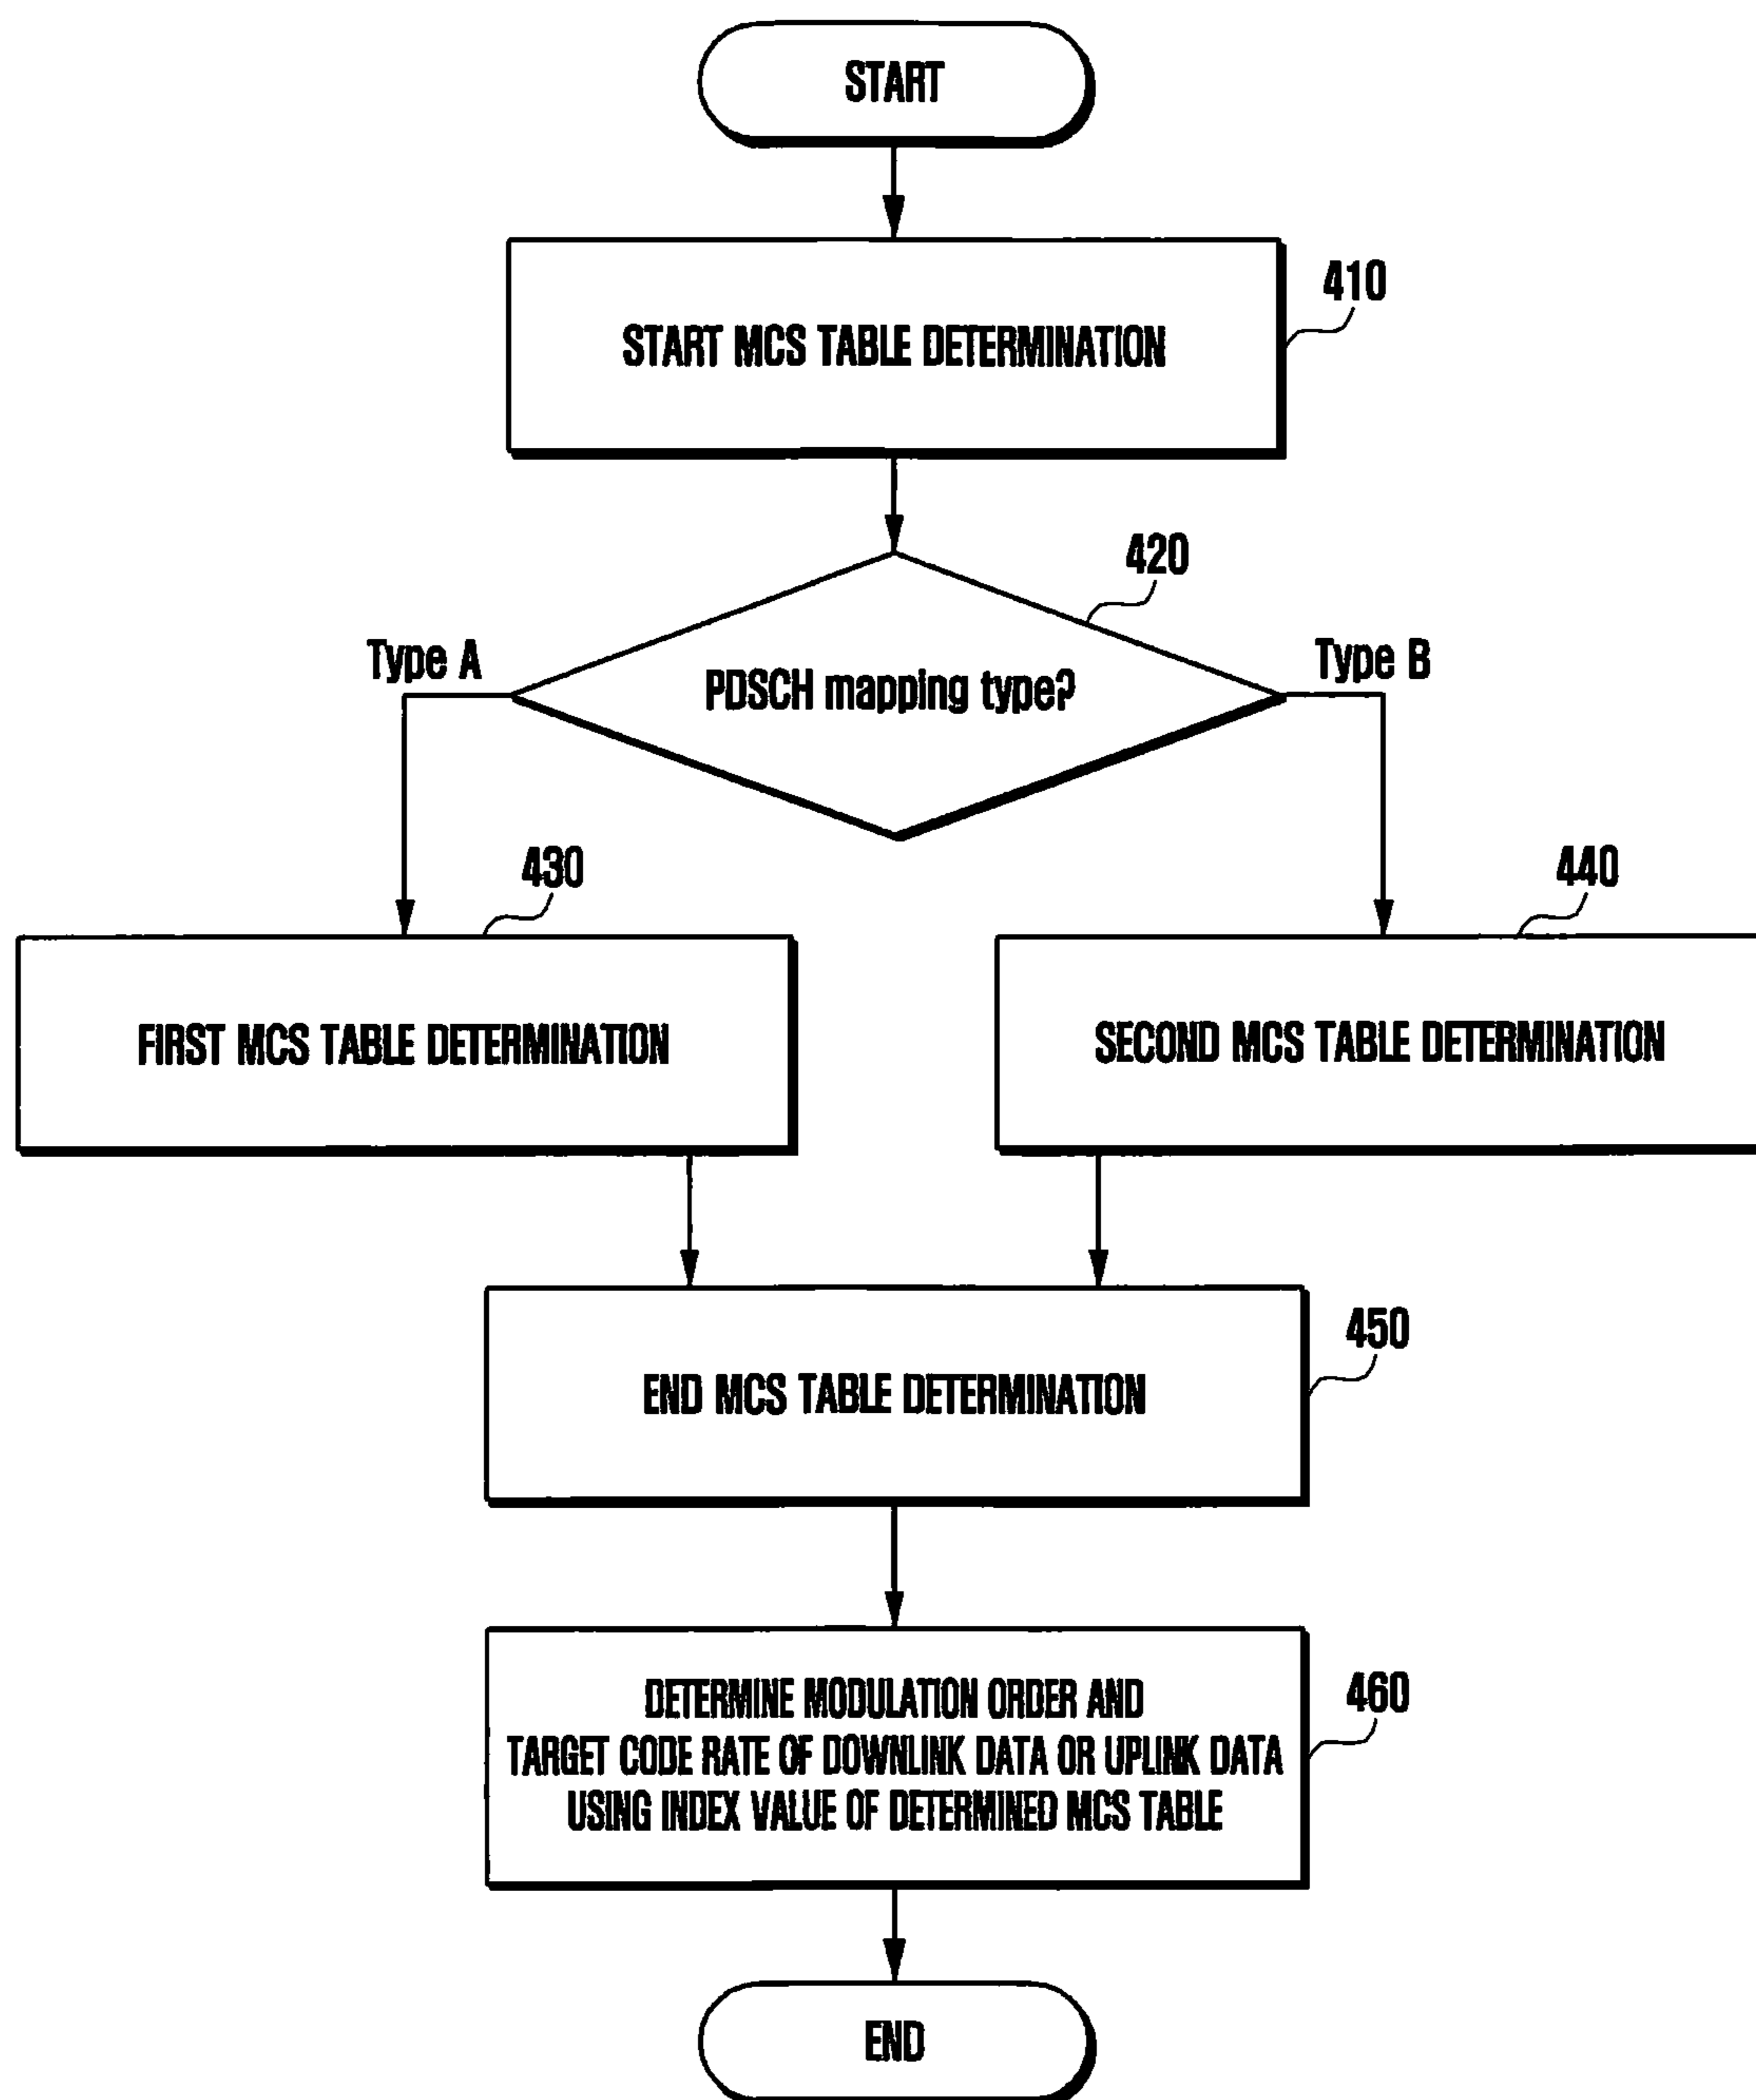 START
410
START MCS TABLE DETERMINATION
420
Type A
PDSCH mapping type?
Type B
430
440
FIRST MCS TABLE DETERMINATION
SECOND MCS TABLE DETERMINATION
450
END MCS TABLE DETERMINATION
460
DETERMINE MODULATION ORDER AND
TARGET CODE RATE OF DOWNLINK DATA OR UPLINK DATA
USING INDEX VALUE OF DETERMINED MCS TABLE
END